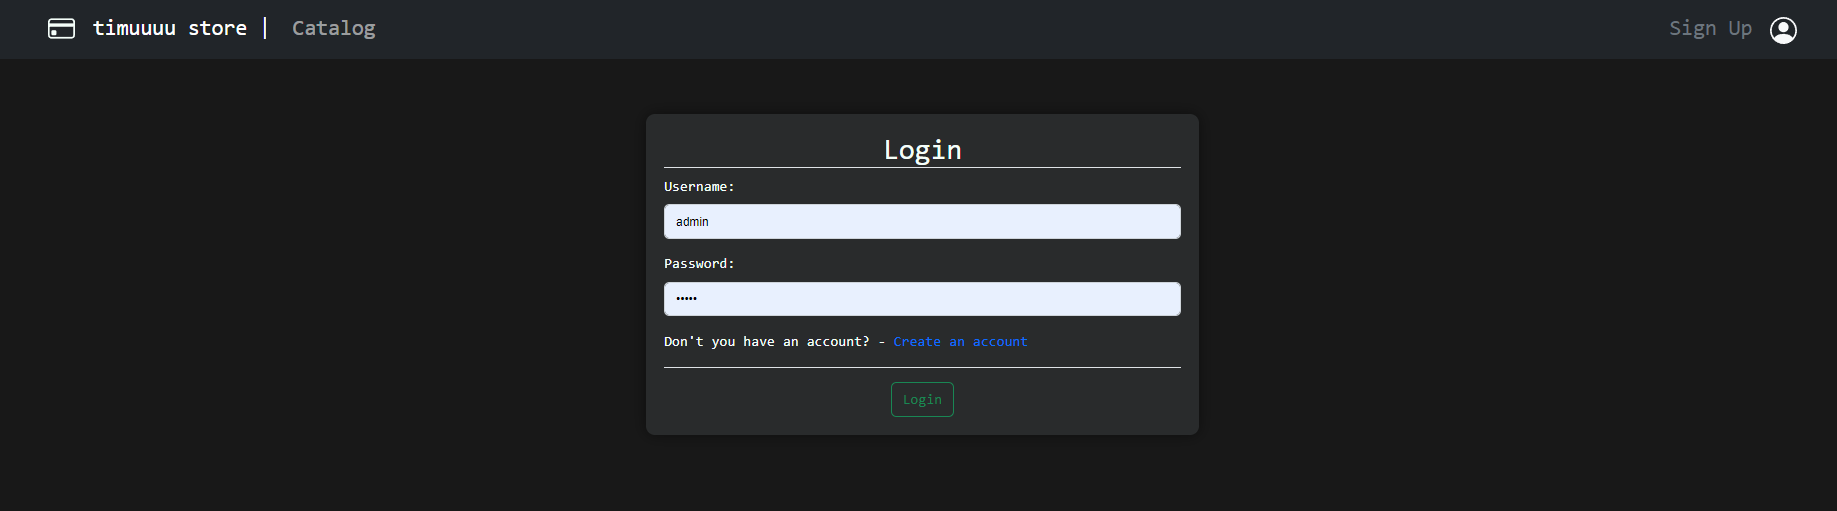 timuuuu store | Catalog
Sign Up
Login
Username:
admin
Password:
•••••
Don't you have an account? - Create an account
Login